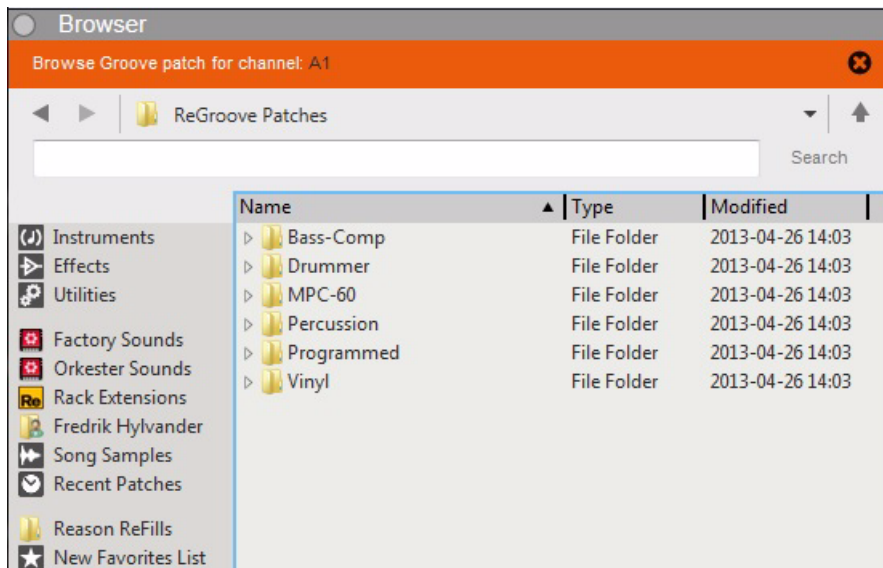 Browser
Browse Groove patch for channel: A1
ReGroove Patches
Search
Name Type Modified
Instruments
Effects
Utilities
Factory Sounds
Orkester Sounds
Re Rack Extensions
Fredrik Hylvander
Song Samples
Recent Patches
Reason ReFills
New Favorites List
Bass-Comp File Folder 2013-04-26 14:03
Drummer File Folder 2013-04-26 14:03
MPC-60 File Folder 2013-04-26 14:03
Percussion File Folder 2013-04-26 14:03
Programmed File Folder 2013-04-26 14:03
Vinyl File Folder 2013-04-26 14:03